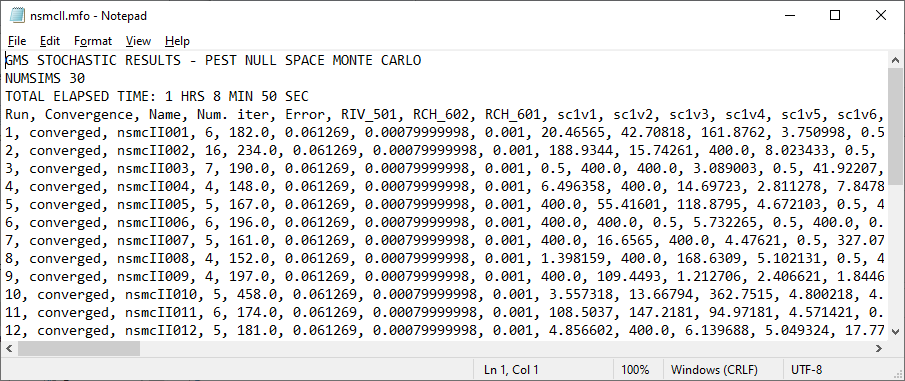 nsmcll.mfo - Notepad
File Edit Format View Help
GMS STOCHASTIC RESULTS - PEST NULL SPACE MONTE CARLO
NUMSIMS 30
TOTAL ELAPSED TIME: 1 HRS 8 MIN 50 SEC
Run, Convergence, Name, Num. iter, Error, RIV_501, RCH_602, RCH_601, sc1v1, sc1v2, sc1v3, sc1v4, sc1v5, sc1v6,
1, converged, nsmcII001, 6, 182.0, 0.061269, 0.00079999998, 0.001, 20.46565, 42.70818, 161.8762, 3.750998, 0.5
2, converged, nsmcII002, 16, 234.0, 0.061269, 0.00079999998, 0.001, 188.9344, 15.74261, 400.0, 8.023433, 0.5,
3, converged, nsmcII003, 7, 190.0, 0.061269, 0.00079999998, 0.001, 0.5, 400.0, 400.0, 3.089003, 0.5, 41.92207,
4, converged, nsmcII004, 4, 148.0, 0.061269, 0.00079999998, 0.001, 6.496358, 400.0, 14.69723, 2.811278, 7.8478
5, converged, nsmcII005, 5, 167.0, 0.061269, 0.00079999998, 0.001, 400.0, 55.41601, 118.8795, 4.672103, 0.5, 4
6, converged, nsmcII006, 6, 196.0, 0.061269, 0.00079999998, 0.001, 400.0, 400.0, 0.5, 5.732265, 0.5, 400.0, 0.
7, converged, nsmcII007, 5, 161.0, 0.061269, 0.00079999998, 0.001, 400.0, 16.6565, 400.0, 4.47621, 0.5, 327.07
8, converged, nsmcII008, 4, 152.0, 0.061269, 0.00079999998, 0.001, 1.398159, 400.0, 168.6309, 5.102131, 0.5, 4
9, converged, nsmcII009, 4, 197.0, 0.061269, 0.00079999998, 0.001, 400.0, 109.4493, 1.212706, 2.406621, 1.8446
10, converged, nsmcII010, 5, 458.0, 0.061269, 0.00079999998, 0.001, 3.557318, 13.66794, 362.7515, 4.800218, 4.
11, converged, nsmcII011, 6, 174.0, 0.061269, 0.00079999998, 0.001, 108.5037, 147.2181, 94.97181, 4.571421, 0.
12, converged, nsmcII012, 5, 181.0, 0.061269, 0.00079999998, 0.001, 4.856602, 400.0, 6.139688, 5.049324, 17.77
Ln 1, Col 1 100% Windows (CRLF) UTF-8